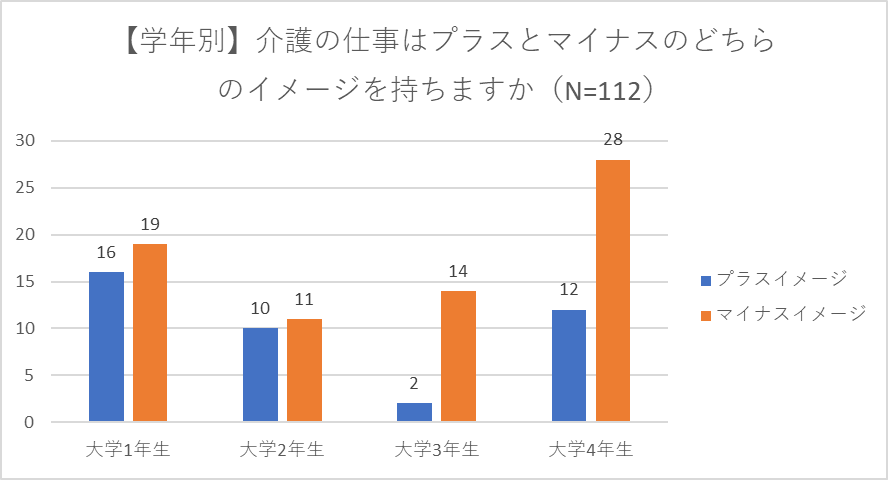 【学年別】介護の仕事はプラスとマイナスのどちら
のイメージを持ちますか（N=112）
30
25
20
15
10
5
0
16
19
10
11
2
14
12
28
大学1年生
大学2年生
大学3年生
大学4年生
プラスイメージ
マイナスイメージ